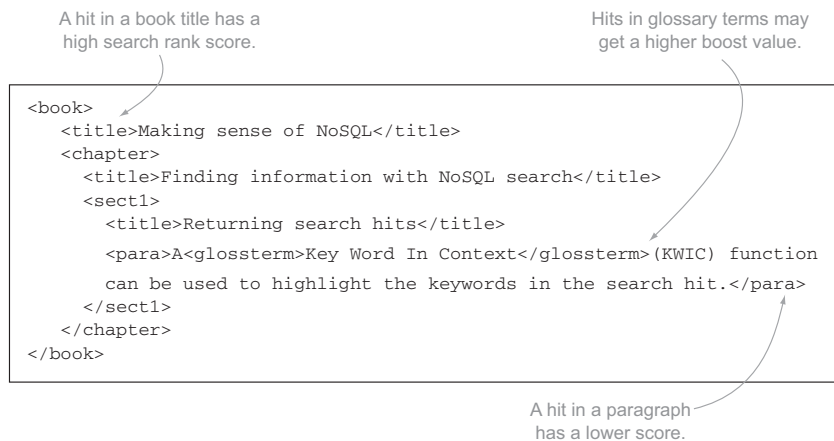 A hit in a book title has a
high search rank score.
Hits in glossary terms may
get a higher boost value.
<book>
   <title>Making sense of NoSQL</title>
   <chapter>
     <title>Finding information with NoSQL search</title>
     <sect1>
       <title>Returning search hits</title>
       <para>A<glossterm>Key Word In Context</glossterm>(KWIC) function
       can be used to highlight the keywords in the search hit.</para>
     </sect1>
   </chapter>
</book>
A hit in a paragraph
has a lower score.